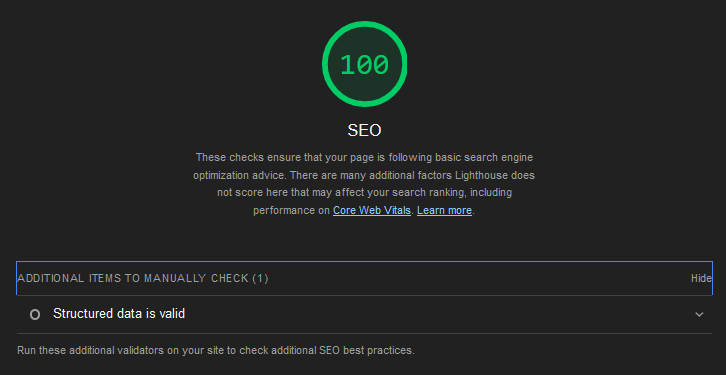 100
SEO
These checks ensure that your page is following basic search engine
optimization advice. There are many additional factors Lighthouse does
not score here that may affect your search ranking, including
performance on Core Web Vitals. Learn more.
ADDITIONAL ITEMS TO MANUALLY CHECK (1) Hide
Structured data is valid
Run these additional validators on your site to check additional SEO best practices.